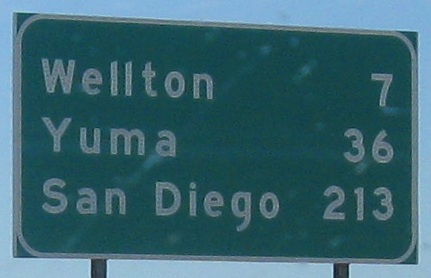 Wellton 7
Yuma 36
San Diego 213